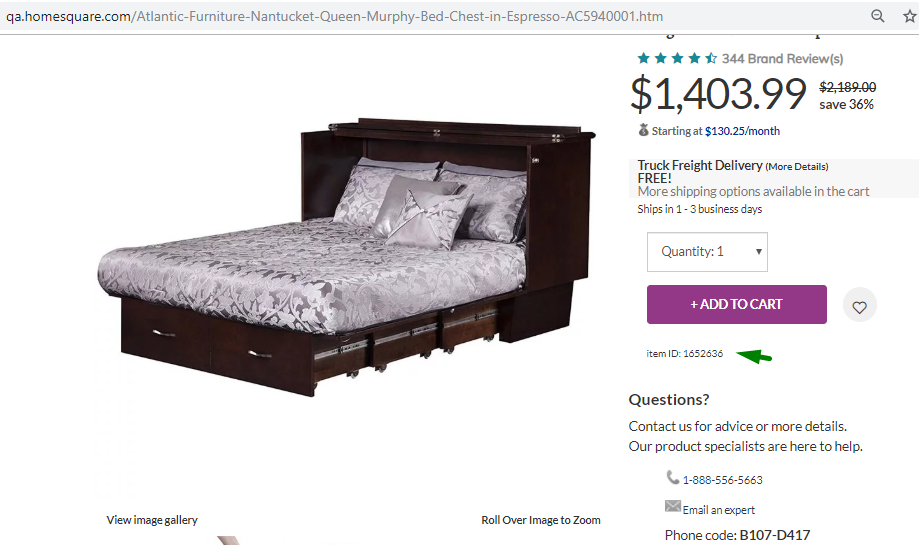 qa.homesquare.com/Atlantic-Furniture-Nantucket-Queen-Murphy-Bed-Chest-in-Espresso-AC5940001.htm
344 Brand Review(s)
$1,403.99
$2,189.00
save 36%
Starting at $130.25/month
Truck Freight Delivery (More Details)
FREE!
More shipping options available in the cart
Ships in 1 - 3 business days
Quantity: 1
+ ADD TO CART
item ID: 1652636
Questions?
Contact us for advice or more details.
Our product specialists are here to help.
1-888-556-5663
Email an expert
Phone code: B107-D417
View image gallery
Roll Over Image to Zoom